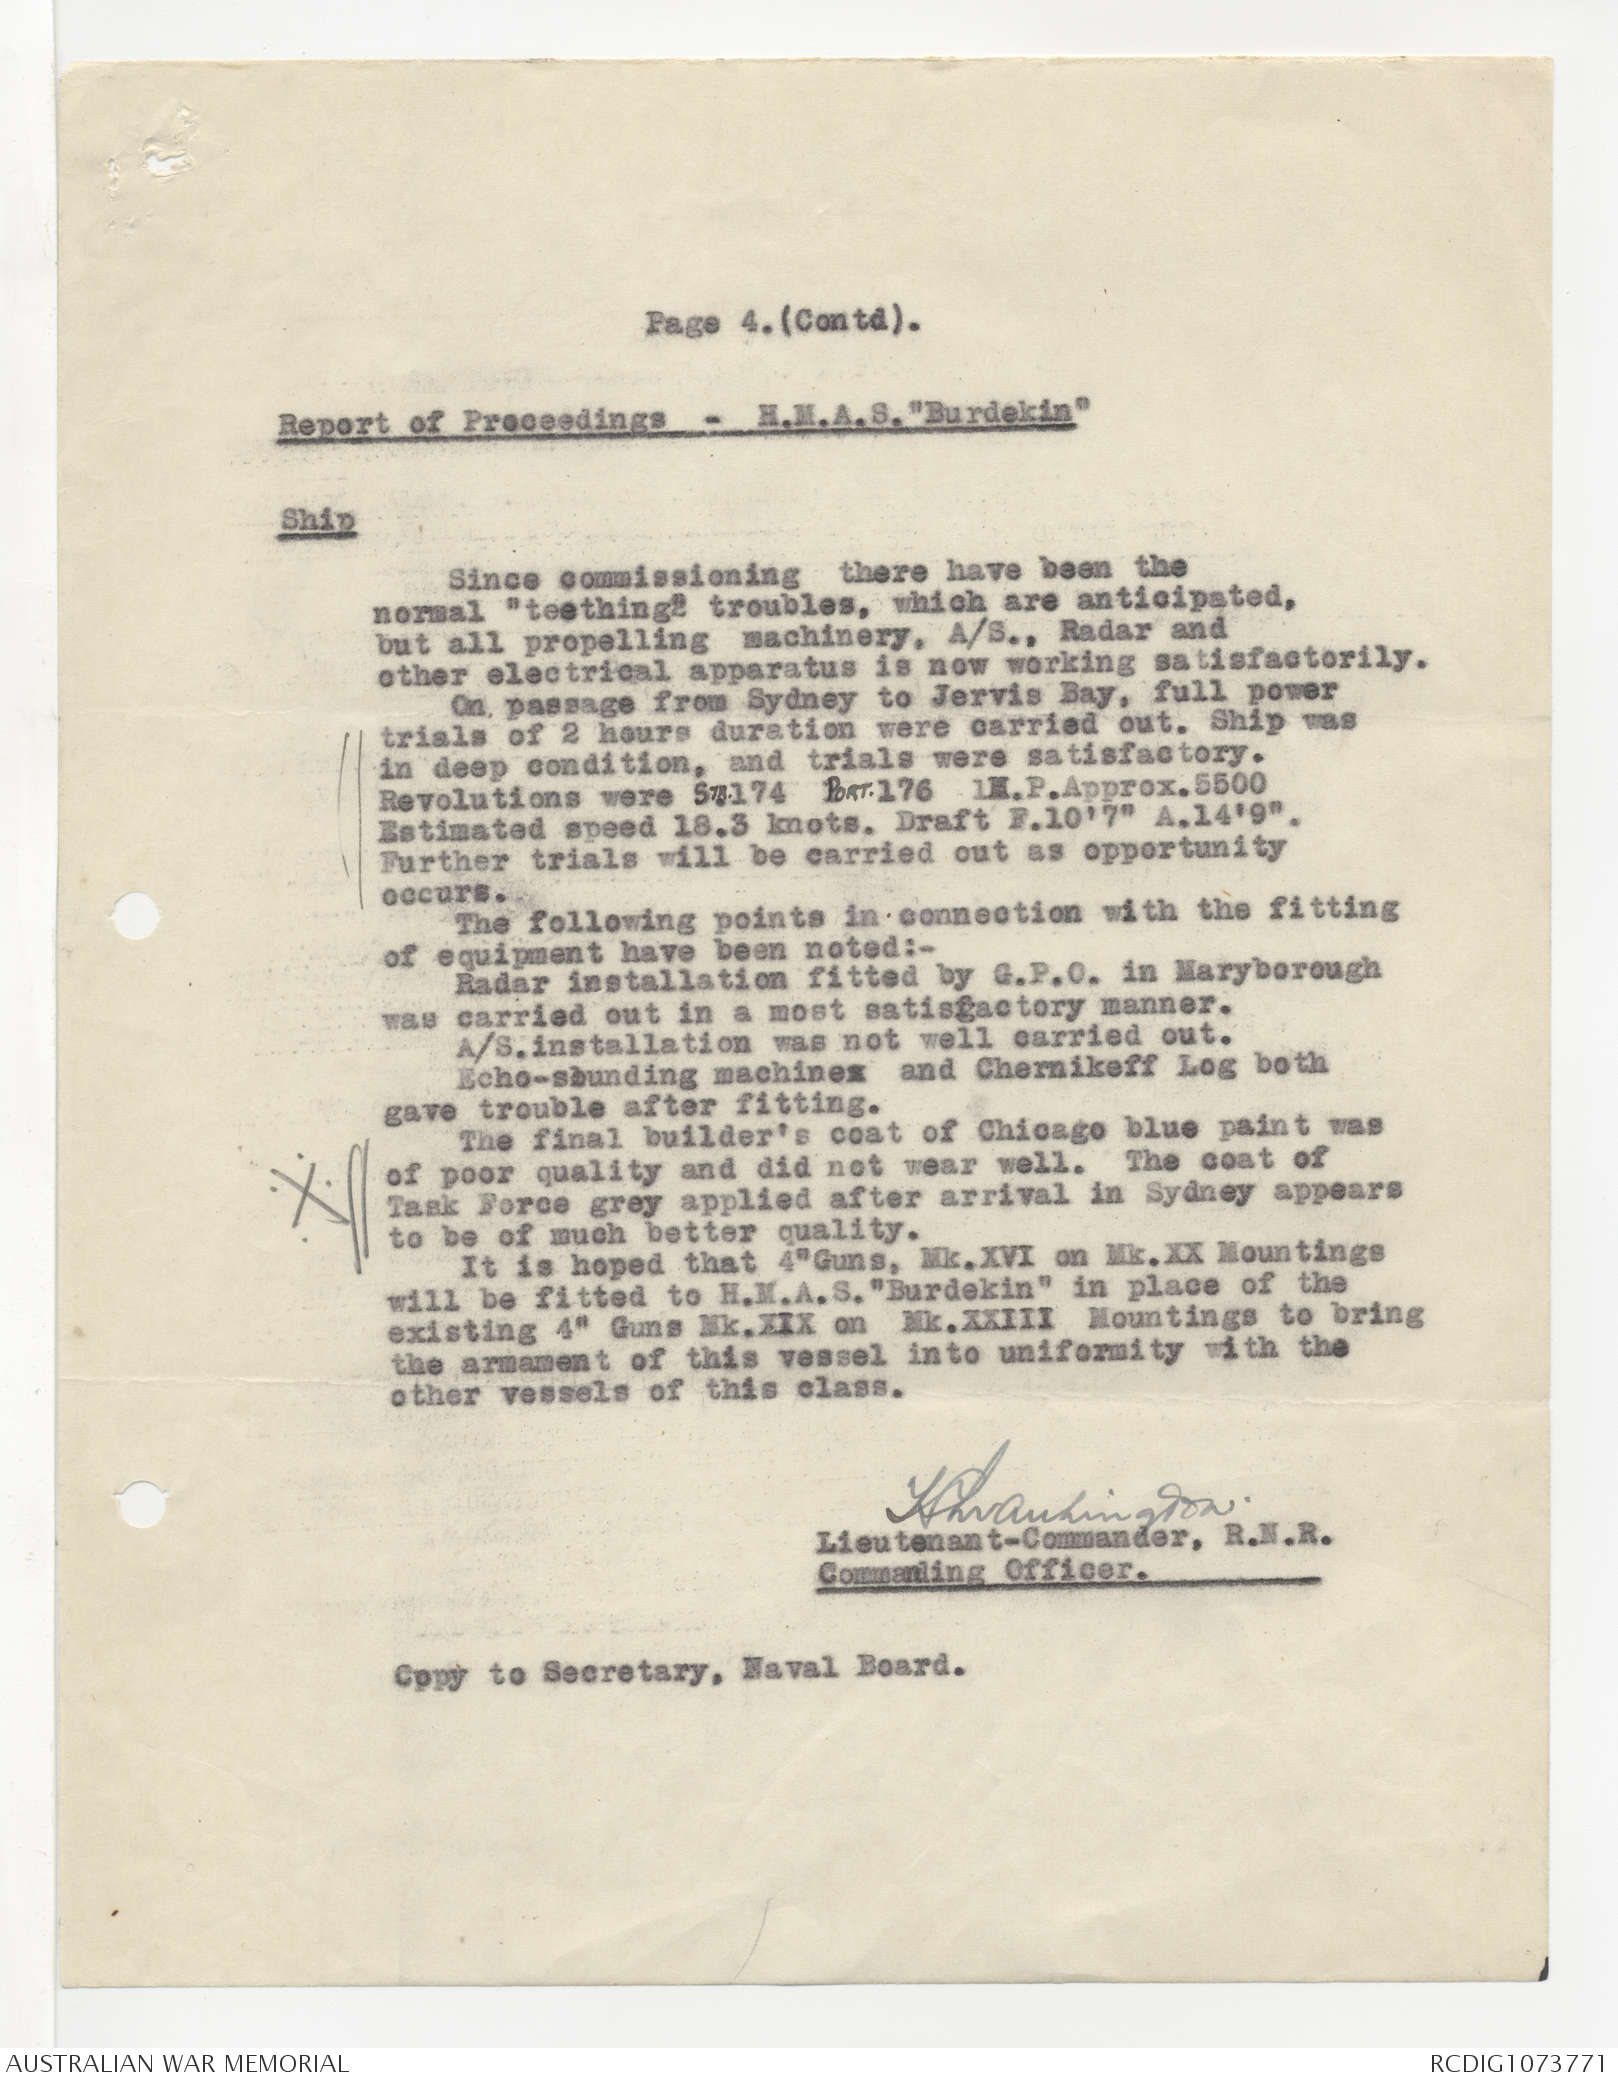 Page 4.(Contd).
Report of Proceedings - H.M.A.S."Burdekin"
Ship
Since commissioning there have been the
normal "teething" troubles, which are anticipated,
but all propelling machinery, A/S., Radar and
other electrical apparatus is now working satisfactorily.
On passage from Sydney to Jervis Bay, full power
trials of 2 hours duration were carried out. Ship was
in deep condition, and trials were satisfactory.
Revolutions were STB.174 PORT.176 1H.P.Approx.5500
Estimated speed 18.3 knots. Draft F.10'7" A.14'9".
Further trials will be carried out as opportunity
occurs.
The following points in connection with the fitting
of equipment have been noted:-
Radar installation fitted by G.P.O. in Maryborough
was carried out in a most satisfactory manner.
A/S.installation was not well carried out.
Echo-sounding machines and Chernikeff Log both
gave trouble after fitting.
The final builder's coat of Chicago blue paint was
of poor quality and did not wear well. The coat of
Task Force grey applied after arrival in Sydney appears
to be of much better quality.
It is hoped that 4"Guns, Mk.XVI on Mk.XX Mountings
will be fitted to H.M.A.S."Burdekin" in place of the
existing 4" Guns Mk.XIX on Mk.XXIII Mountings to bring
the armament of this vessel into uniformity with the
other vessels of this class.
Lieutenant-Commander, R.N.R.
Commanding Officer.
Copy to Secretary, Naval Board.
AUSTRALIAN WAR MEMORIAL
RCDIG1073771